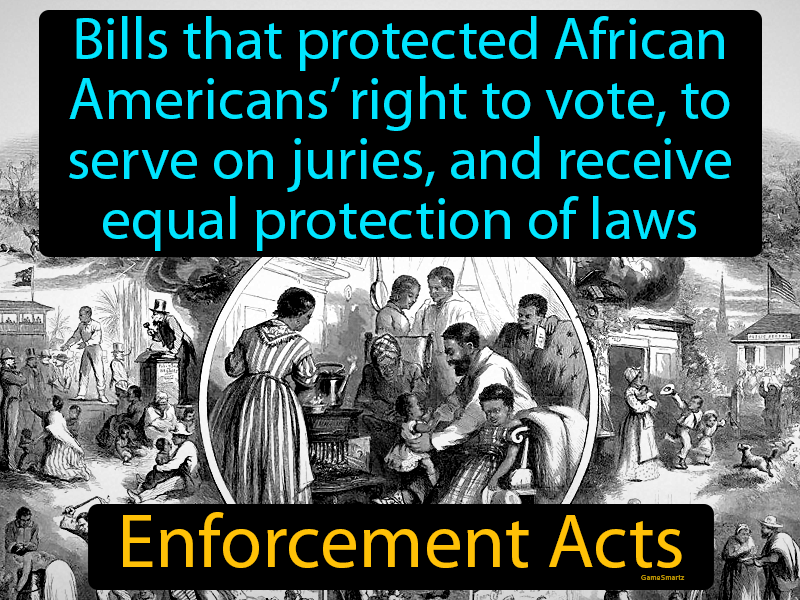 Bills that protected African
Americans’ right to vote, to
serve on juries, and receive
equal protection of laws
Enforcement Acts
GameSmartz